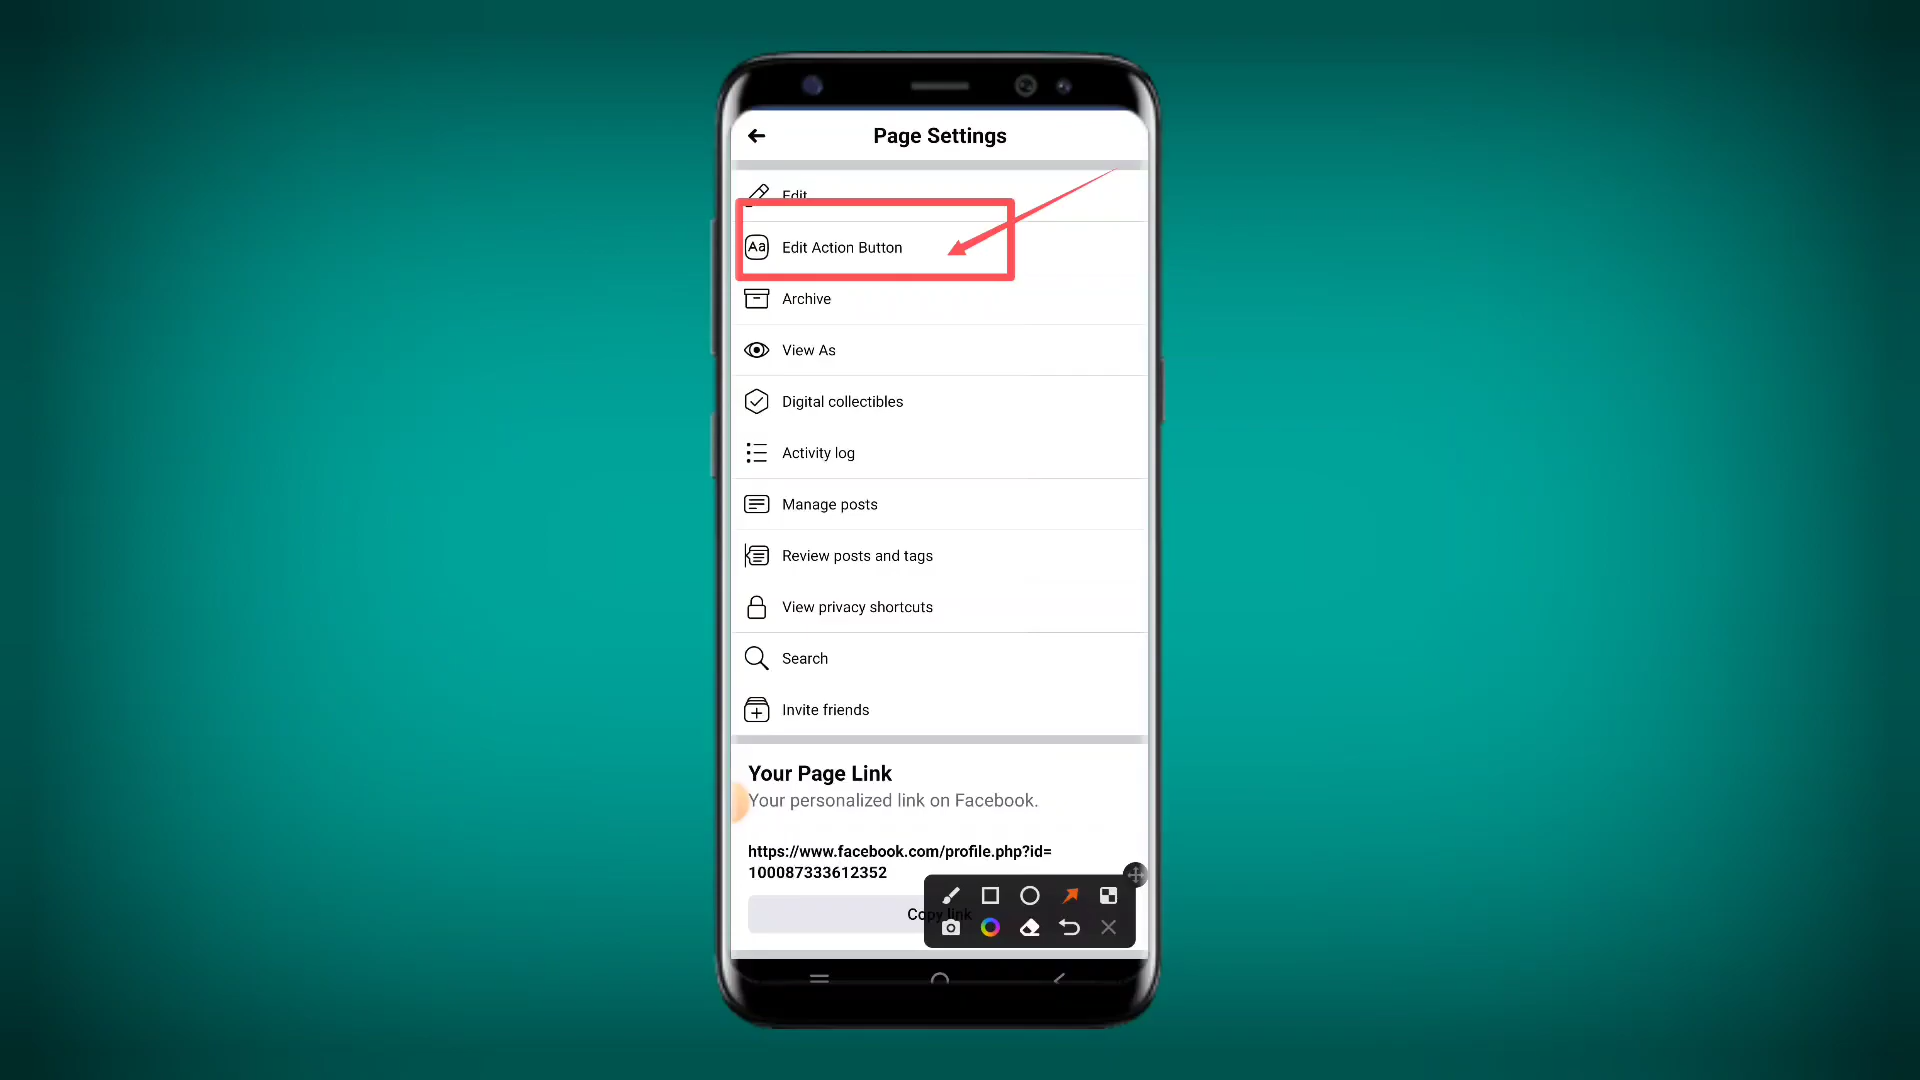 Page Settings
Edit
Aa Edit Action Button
Archive
View As
Digital collectibles
Activity log
Manage posts
Review posts and tags
View privacy shortcuts
Search
Invite friends
Your Page Link
Your personalized link on Facebook.
https://www.facebook.com/profile.php?id=
100087333612352
Copy link